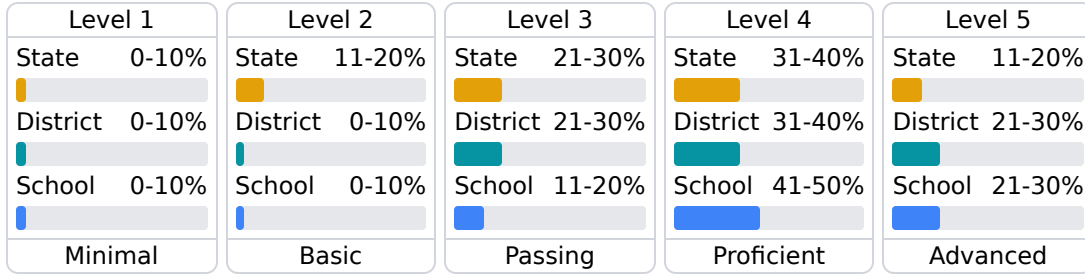 Level 1
State 0-10%
District 0-10%
School 0-10%
Minimal
Level 2
State 11-20%
District 0-10%
School 0-10%
Basic
Level 3
State 21-30%
District 21-30%
School 11-20%
Passing
Level 4
State 31-40%
District 31-40%
School 41-50%
Proficient
Level 5
State 11-20%
District 21-30%
School 21-30%
Advanced